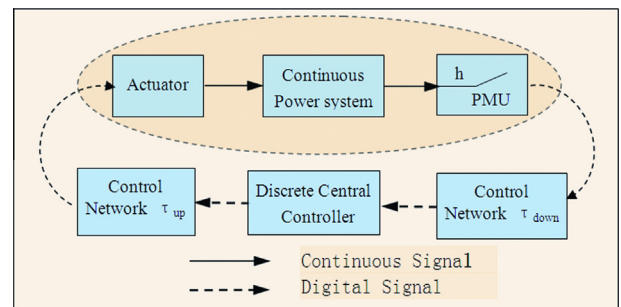 Actuator
Continuous
Power system
h
PMU
Control
Network τ up
Discrete Central
Controller
Control
Network τ down
Continuous Signal
Digital Signal